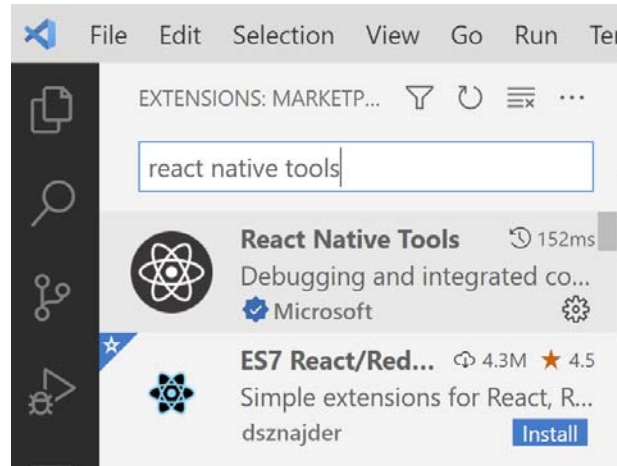 File Edit Selection View Go Run Ter
EXTENSIONS: MARKETP... ...
react native tools
React Native Tools 152ms
Debugging and integrated co...
Microsoft
ES7 React/Red... 4.3M 4.5
Simple extensions for React, R...
dsznajder Install